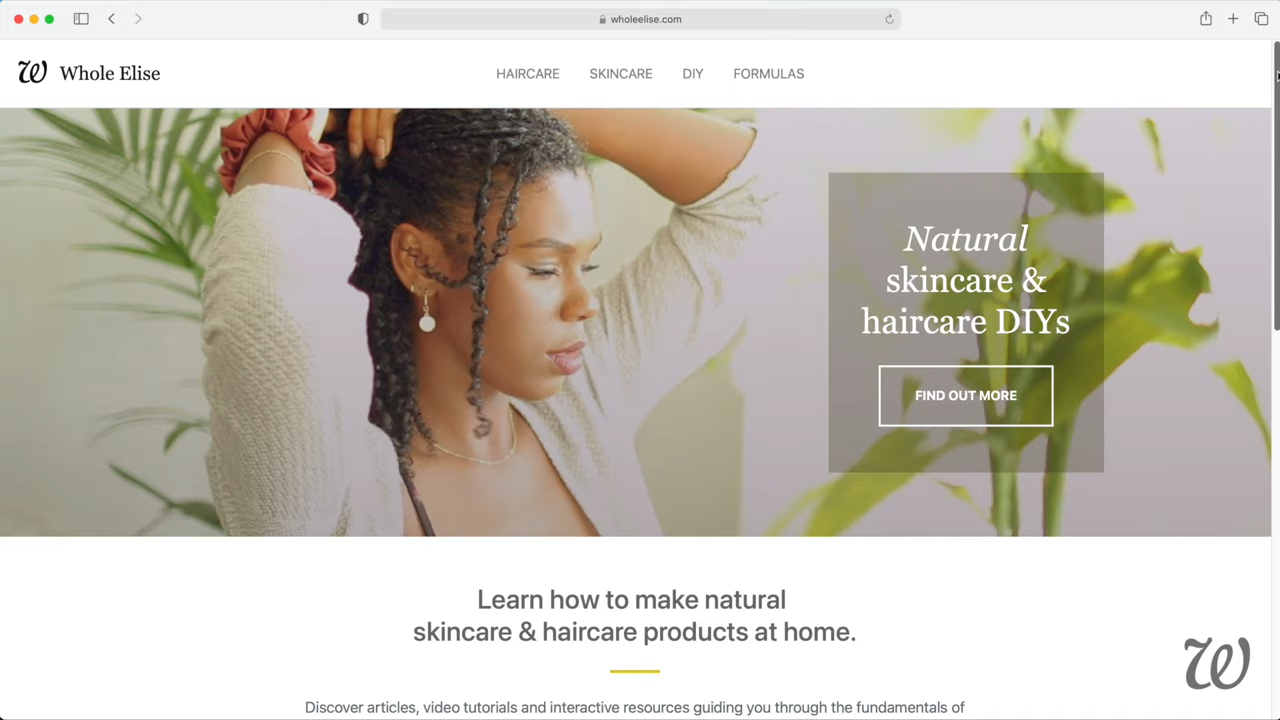 wholeelise.com
W Whole Elise
HAIRCARE SKINCARE DIY FORMULAS
Natural
skincare &
haircare DIYs
FIND OUT MORE
Learn how to make natural
skincare & haircare products at home.
Discover articles, video tutorials and interactive resources guiding you through the fundamentals of
W